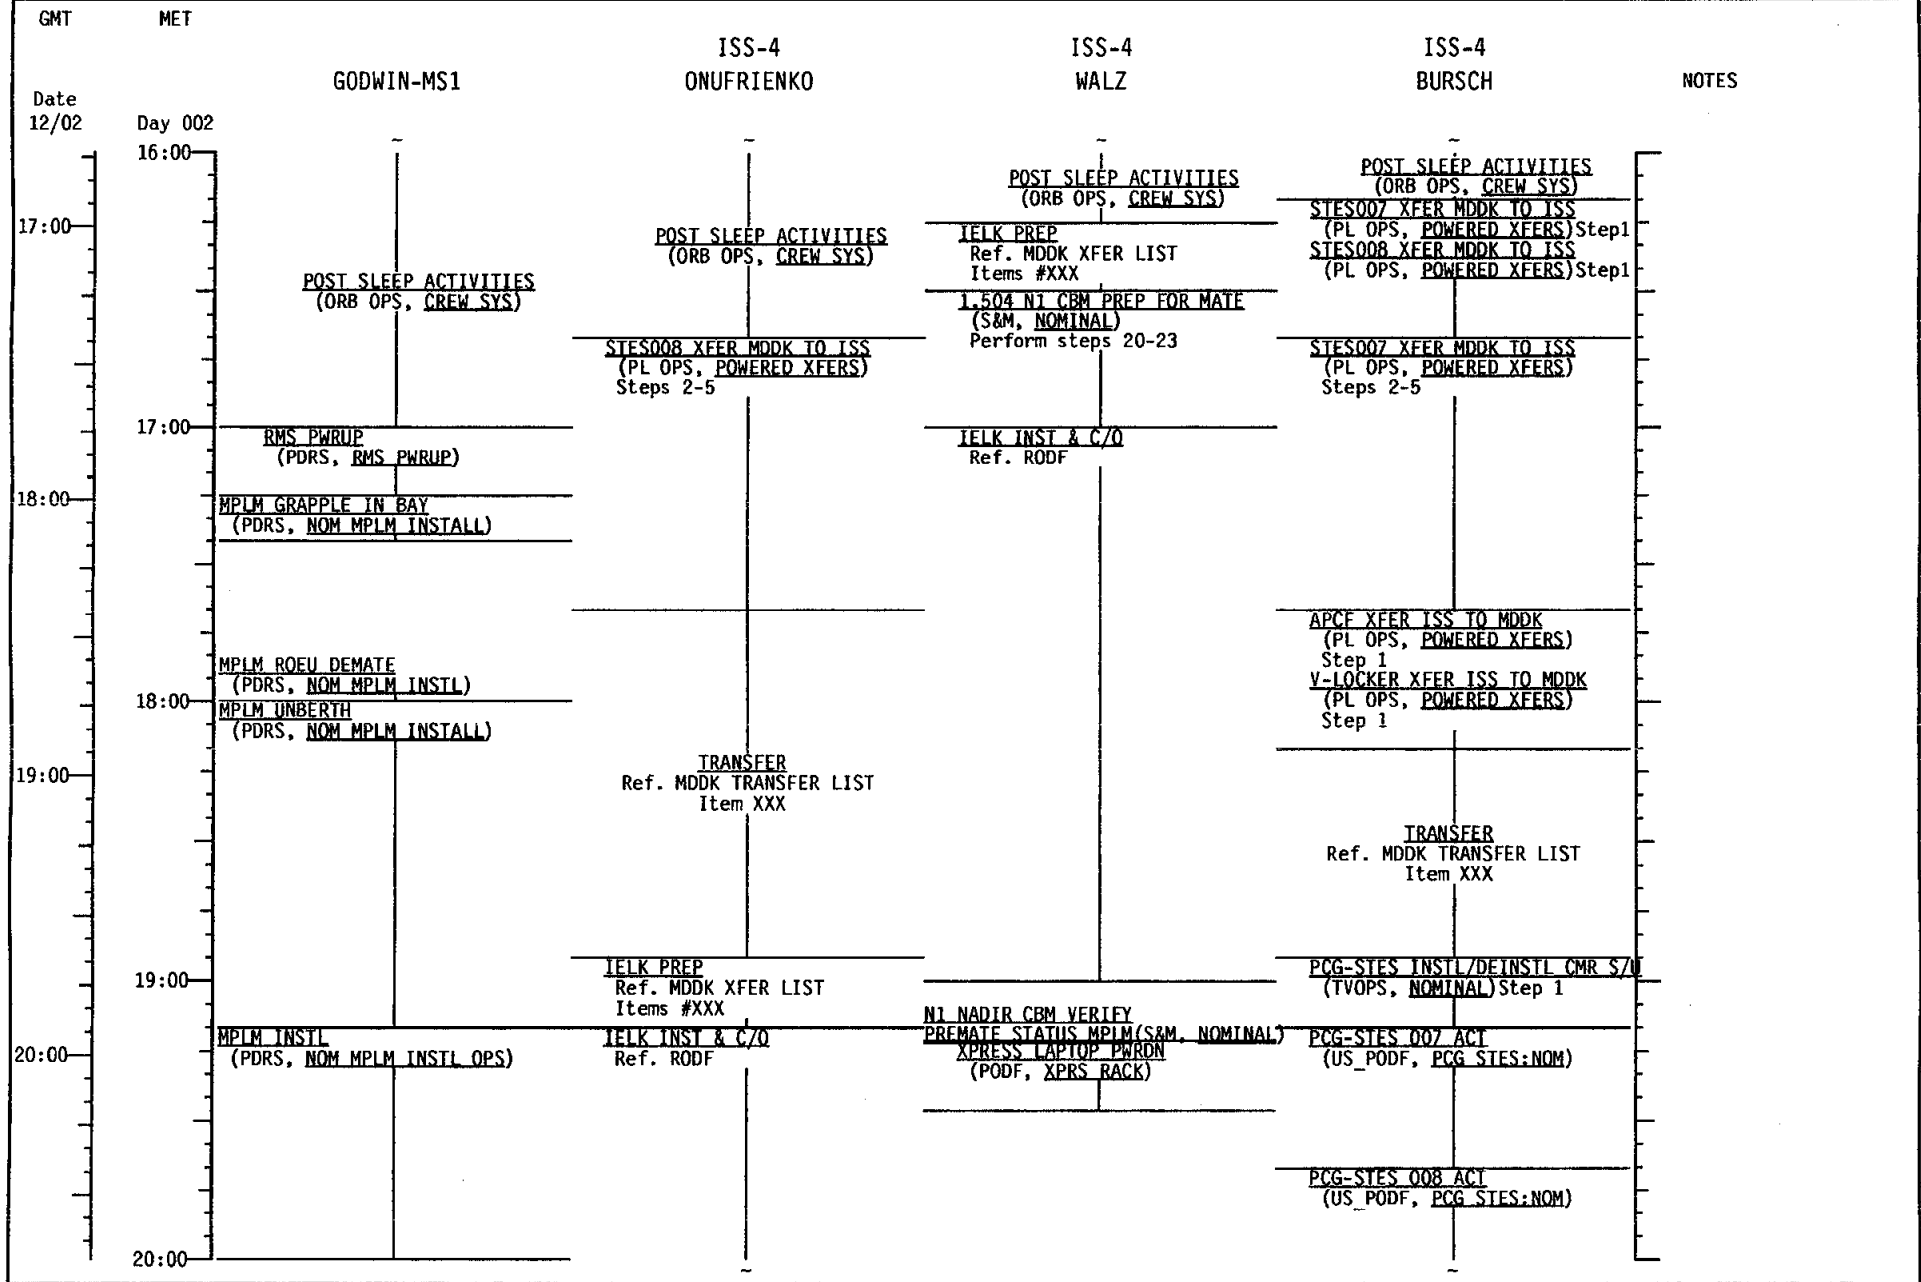 GMT
MET
Date
12/02
Day 002
16:00
17:00
18:00
19:00
20:00
17:00
18:00
19:00
20:00
GODWIN-MS1
POST SLEEP ACTIVITIES
(ORB OPS, CREW SYS)
RMS PWRUP
(PDRS, RMS PWRUP)
MPLM GRAPPLE IN BAY
(PDRS, NOM MPLM INSTALL)
MPLM ROEU DEMATE
(PDRS, NOM MPLM INSTL)
MPLM UNBERTH
(PDRS, NOM MPLM INSTALL)
MPLM INSTL
(PDRS, NOM MPLM INSTL OPS)
ISS-4
ONUFRIENKO
~
POST SLEEP ACTIVITIES
(ORB OPS, CREW SYS)
STES008 XFER MDDK TO ISS
(PL OPS, POWERED XFERS)
Steps 2-5
TRANSFER
Ref. MDDK TRANSFER LIST
Item XXX
IELK PREP
Ref. MDDK XFER LIST
Items #XXX
IELK INST & C/O
Ref. RODF
~
ISS-4
WALZ
~
POST SLEEP ACTIVITIES
(ORB OPS, CREW SYS)
IELK PREP
Ref. MDDK XFER LIST
Items #XXX
1.504 N1 CBM PREP FOR MATE
(S&M, NOMINAL)
Perform steps 20-23
IELK INST & C/O
Ref. RODF
N1 NADIR CBM VERIFY
PREMATE STATUS MPLM(S&M, NOMINAL)
XPRESS LAPTOP PWRDN
(PODF, XPRS RACK)
ISS-4
BURSCH
~
POST SLEEP ACTIVITIES
(ORB OPS, CREW SYS)
STES007 XFER MDDK TO ISS
(PL OPS, POWERED XFERS)Step1
STES008 XFER MDDK TO ISS
(PL OPS, POWERED XFERS)Step1
STES007 XFER MDDK TO ISS
(PL OPS, POWERED XFERS)
Steps 2-5
APCF XFER ISS TO MDDK
(PL OPS, POWERED XFERS)
Step 1
V-LOCKER XFER ISS TO MDDK
(PL OPS, POWERED XFERS)
Step 1
TRANSFER
Ref. MDDK TRANSFER LIST
Item XXX
PCG-STES INSTL/DEINSTL CMR S/U
(TVOPS, NOMINAL)Step 1
PCG-STES 007 ACT
(US_PODF, PCG STES:NOM)
PCG-STES 008 ACT
(US_PODF, PCG STES:NOM)
~
NOTES